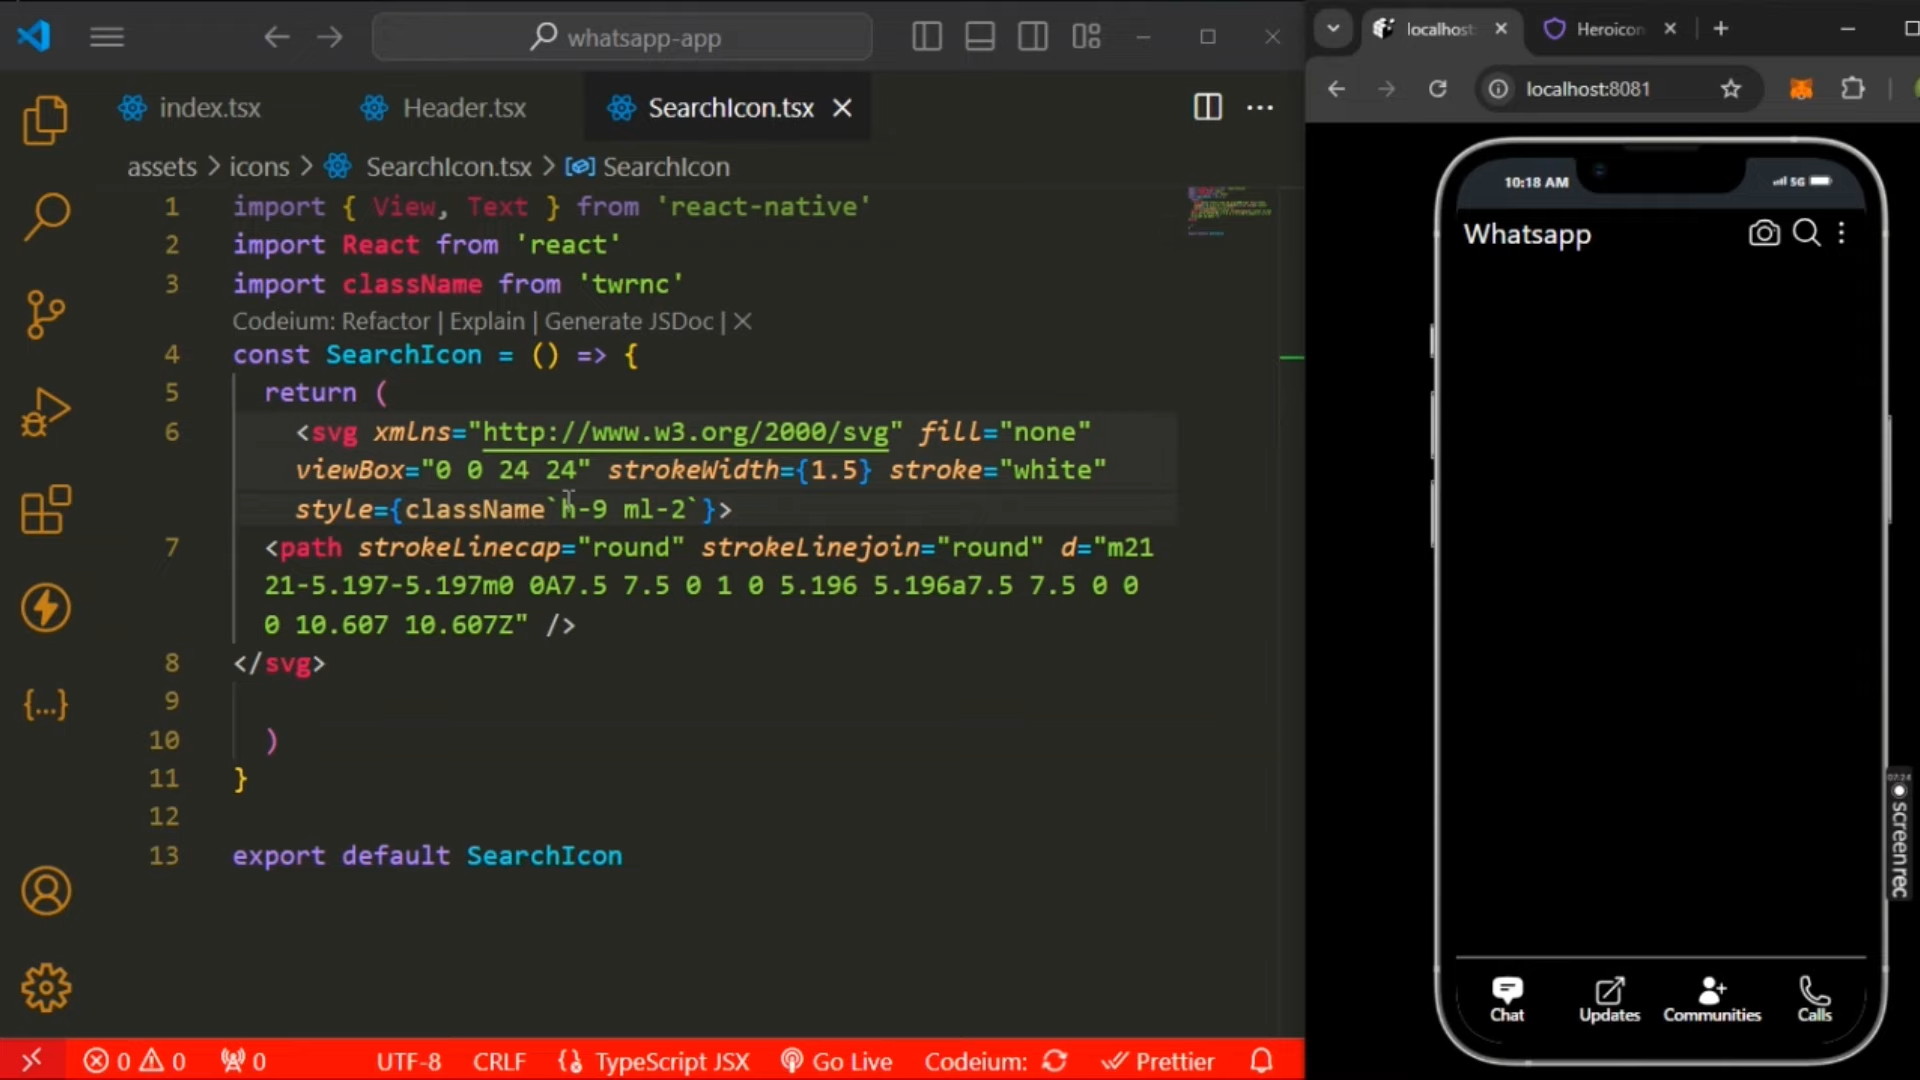 whatsapp-app
index.tsx
Header.tsx
SearchIcon.tsx
assets > icons > SearchIcon.tsx > SearchIcon
1 import { View, Text } from 'react-native'
2 import React from 'react'
3 import className from 'twrnc'
Codeium: Refactor | Explain | Generate JSDoc | ×
4 const SearchIcon = () => {
5 return (
6 <svg xmlns="http://www.w3.org/2000/svg" fill="none"
viewBox="0 0 24 24" strokeWidth={1.5} stroke="white"
style={className`h-9 ml-2`}>
7 <path strokeLinecap="round" strokeLinejoin="round" d="m21
21-5.197-5.197m0 0A7.5 7.5 0 1 0 5.196 5.196a7.5 7.5 0 0
0 10.607 10.607Z" />
8 </svg>
9
10 )
11 }
12
13 export default SearchIcon
0 0 0 UTF-8 CRLF TypeScript JSX Go Live Codeium: Prettier
localhost:
Heroicon
localhost:8081
10:18 AM
5G
Whatsapp
Chat
Updates
Communities
Calls
07:24
screenrec